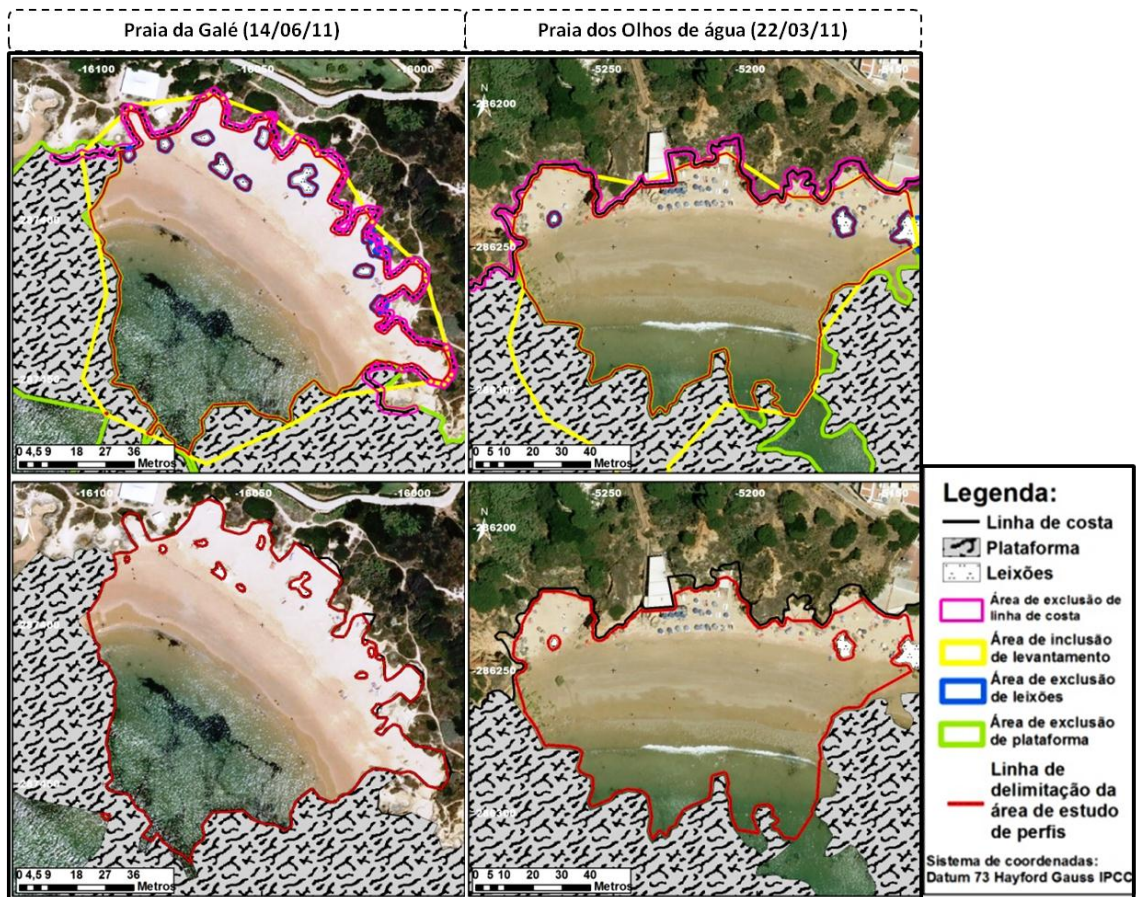 Praia da Galé (14/06/11)
Praia dos Olhos de água (22/03/11)
-16100 -16050 -16000
-5250 -5200 -5150
-286200
-286250
N
N
0 4,5 9 18 27 36
Metros
0 5 10 20 30 40
Metros
-16100 -16050 -16000
-5250 -5200 -5150
-286200
-286250
N
N
0 4,5 9 18 27 36
Metros
0 5 10 20 30 40
Metros
Legenda:
Linha de costa
Plataforma
Leixões
Área de exclusão de
linha de costa
Área de inclusão
de levantamento
Área de exclusão
de leixões
Área de exclusão
de plataforma
Linha de
delimitação da
área de estudo
de perfis
Sistema de coordenadas:
Datum 73 Hayford Gauss IPCC